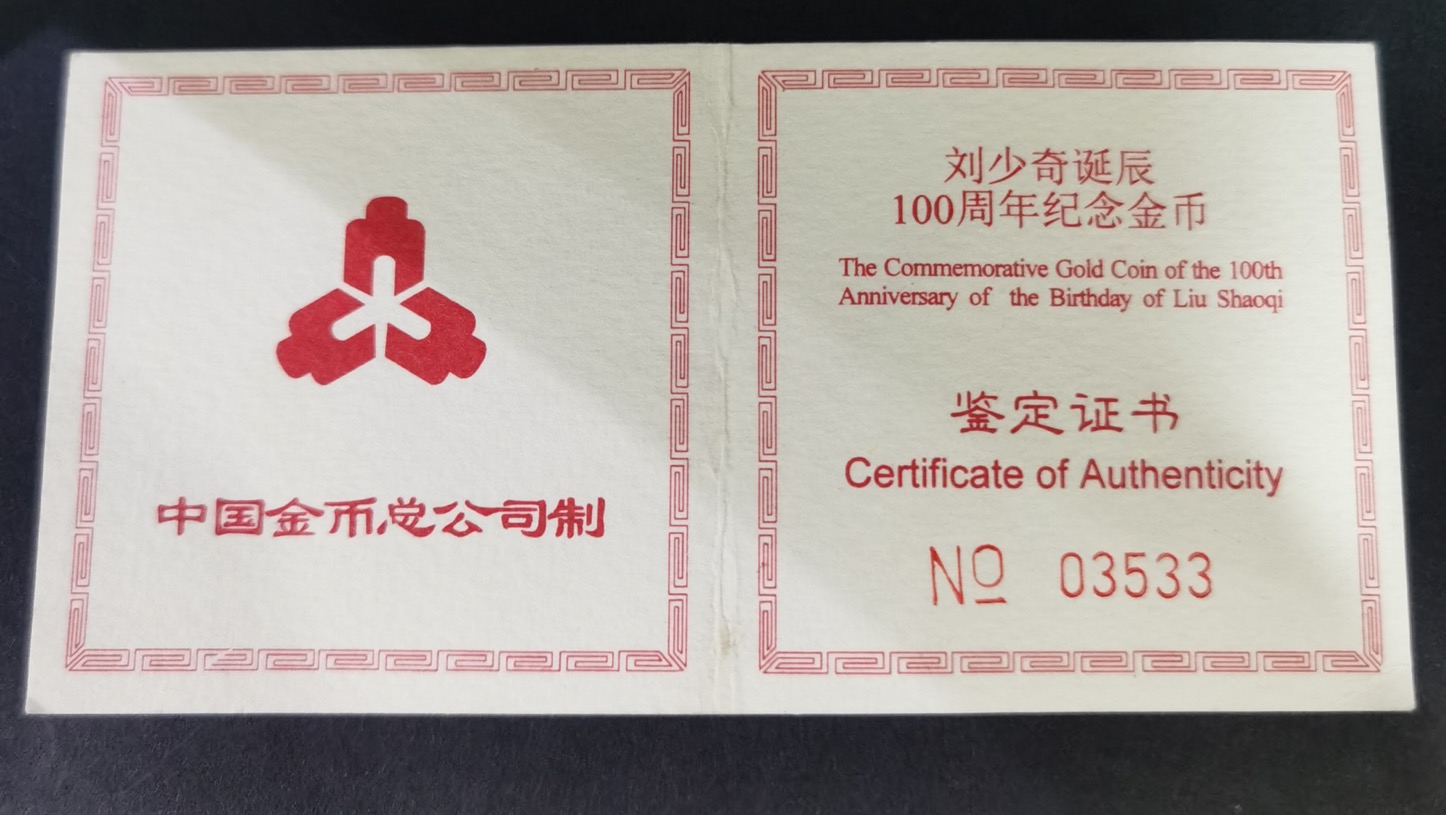 中国金币总公司制
刘少奇诞辰
100周年纪念金币
The Commemorative Gold Coin of the 100th
Anniversary of the Birthday of Liu Shaoqi
鉴定证书
Certificate of Authenticity
№ 03533